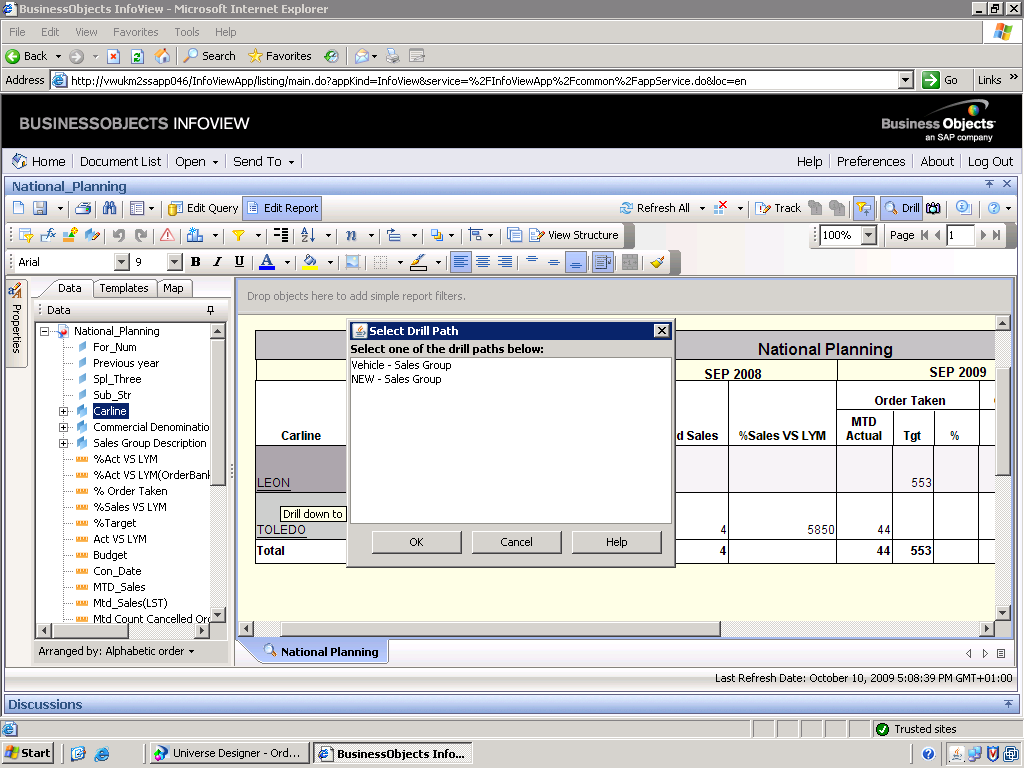 BusinessObjects InfoView - Microsoft Internet Explorer
File Edit View Favorites Tools Help
Back Search Favorites
Address http://vwukm2ssapp046/InfoViewApp/listing/main.do?appKind=InfoView&service=%2FInfoViewApp%2Fcommon%2FappService.do&loc=en Go Links »
BUSINESSOBJECTS INFOVIEW
Business Objects
an SAP company
Home Document List Open Send To Help Preferences About Log Out
National_Planning
Edit Query Edit Report Refresh All Track Drill
View Structure 100% Page 1
Arial 9 B I U A
Properties
Data Templates Map
Data
National_Planning
For_Num
Previous year
Spl_Three
Sub_Str
Carline
Commercial Denominatio
Sales Group Description
%Act VS LYM
%Act VS LYM(OrderBank
% Order Taken
%Sales VS LYM
%Target
Act VS LYM
Budget
Con_Date
MTD_Sales
Mtd_Sales(LST)
Mtd Count Cancelled Or
Arranged by: Alphabetic order
Drop objects here to add simple report filters.
National Planning
SEP 2008 SEP 2009
Order Taken
Carline d Sales %Sales VS LYM MTD Actual Tgt %
LEON 553
TOLEDO 4 5850 44
Total 4 44 553
Drill down to
Select Drill Path
Select one of the drill paths below:
Vehicle - Sales Group
NEW - Sales Group
OK Cancel Help
National Planning
Last Refresh Date: October 10, 2009 5:08:39 PM GMT+01:00
Discussions
Trusted sites
Start Universe Designer - Ord... BusinessObjects Info...